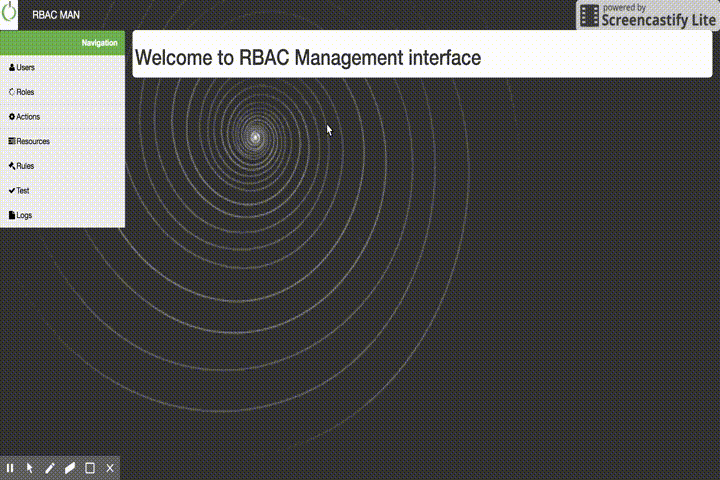 RBAC MAN
powered by
Screencastify Lite
Navigation
Welcome to RBAC Management interface
Users
Roles
Actions
Resources
Rules
Test
Logs